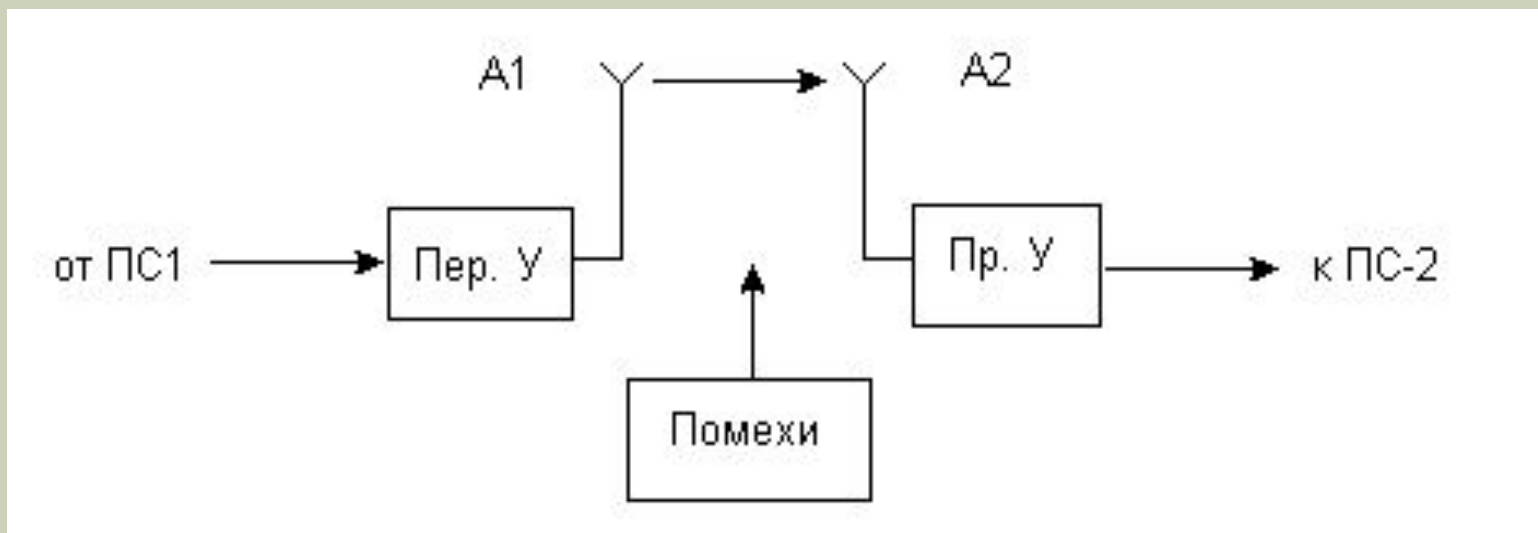 А1
А2
от ПС1
Пер. У
Пр. У
к ПС-2
Помехи